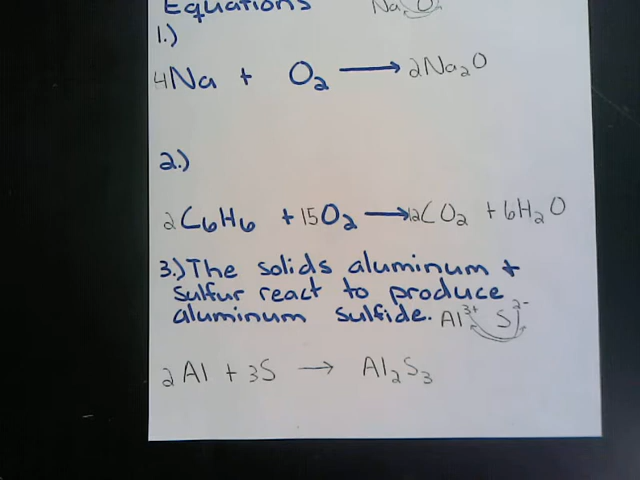 Equations Na O
1.)
4Na + O₂ → 2Na₂O
2.)
2C₆H₆ + 15O₂ → 12CO₂ + 6H₂O
3.) The solids aluminum +
sulfur react to produce
aluminum sulfide. Al³⁺ S²⁻
2Al + 3S → Al₂S₃